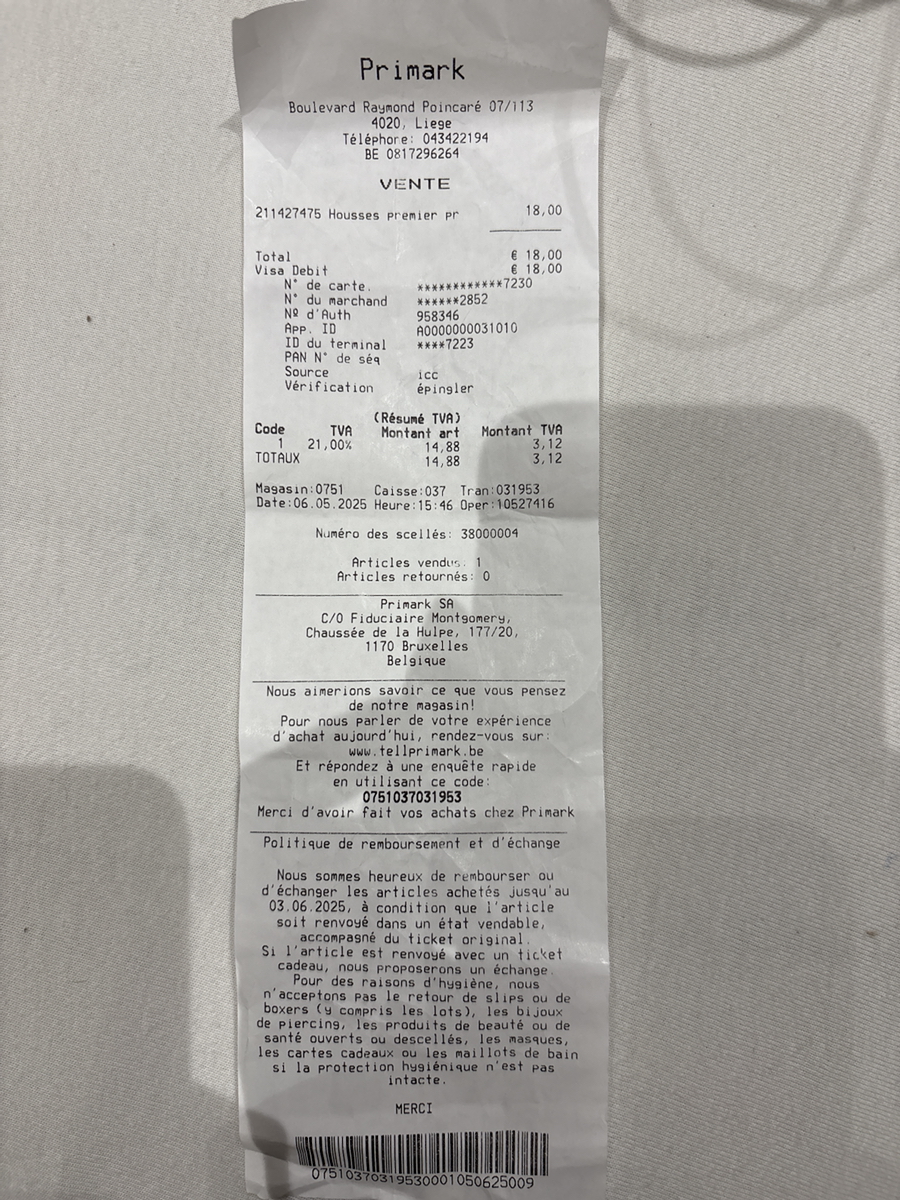 Primark
Boulevard Raymond Poincaré 07/113
4020, Liege
Téléphore: 043422194
BE 0817296264
VENTE
211427475 Housses premier pr 18,00
Total € 18,00
Visa Debit € 18,00
N° de carte. ************7230
N° du marchand ******2852
Nº d'Auth 958346
App. ID A0000000031010
ID du terminal ****7223
PAN N° de séq
Source icc
Vérification épingler
(Résumé TVA)
Code TVA Montant art Montant TVA
1 21,00% 14,88 3,12
TOTAUX 14,88 3,12
Magasin:0751 Caisse:037 Tran:031953
Date:06.05.2025 Heure:15:46 Oper:10527416
Numéro des scellés: 38000004
Articles vendus: 1
Articles retournés: 0
Primark SA
C/O Fiduciaire Montgomery,
Chaussée de la Hulpe, 177/20,
1170 Bruxelles
Belgique
Nous aimerions savoir ce que vous pensez
de notre magasin!
Pour nous parler de votre expérience
d'achat aujourd'hui, rendez-vous sur:
www.tellprimark.be
Et répondez à une enquête rapide
en utilisant ce code:
0751037031953
Merci d'avoir fait vos achats chez Primark
Politique de remboursement et d'échange
Nous sommes heureux de rembourser ou
d'échanger les articles achetés jusqu'au
03.06.2025, à condition que l'article
soit renvoyé dans un état vendable,
accompagné du ticket original.
Si l'article est renvoyé avec un ticket
cadeau, nous proposerons un échange.
Pour des raisons d'hygiène, nous
n'acceptons pas le retour de slips ou de
boxers (y compris les lots), les bijoux
de piercing, les produits de beauté ou de
santé ouverts ou descellés, les masques,
les cartes cadeaux ou les maillots de bain
si la protection hygiénique n'est pas
intacte.
MERCI
07510370319530001050625009